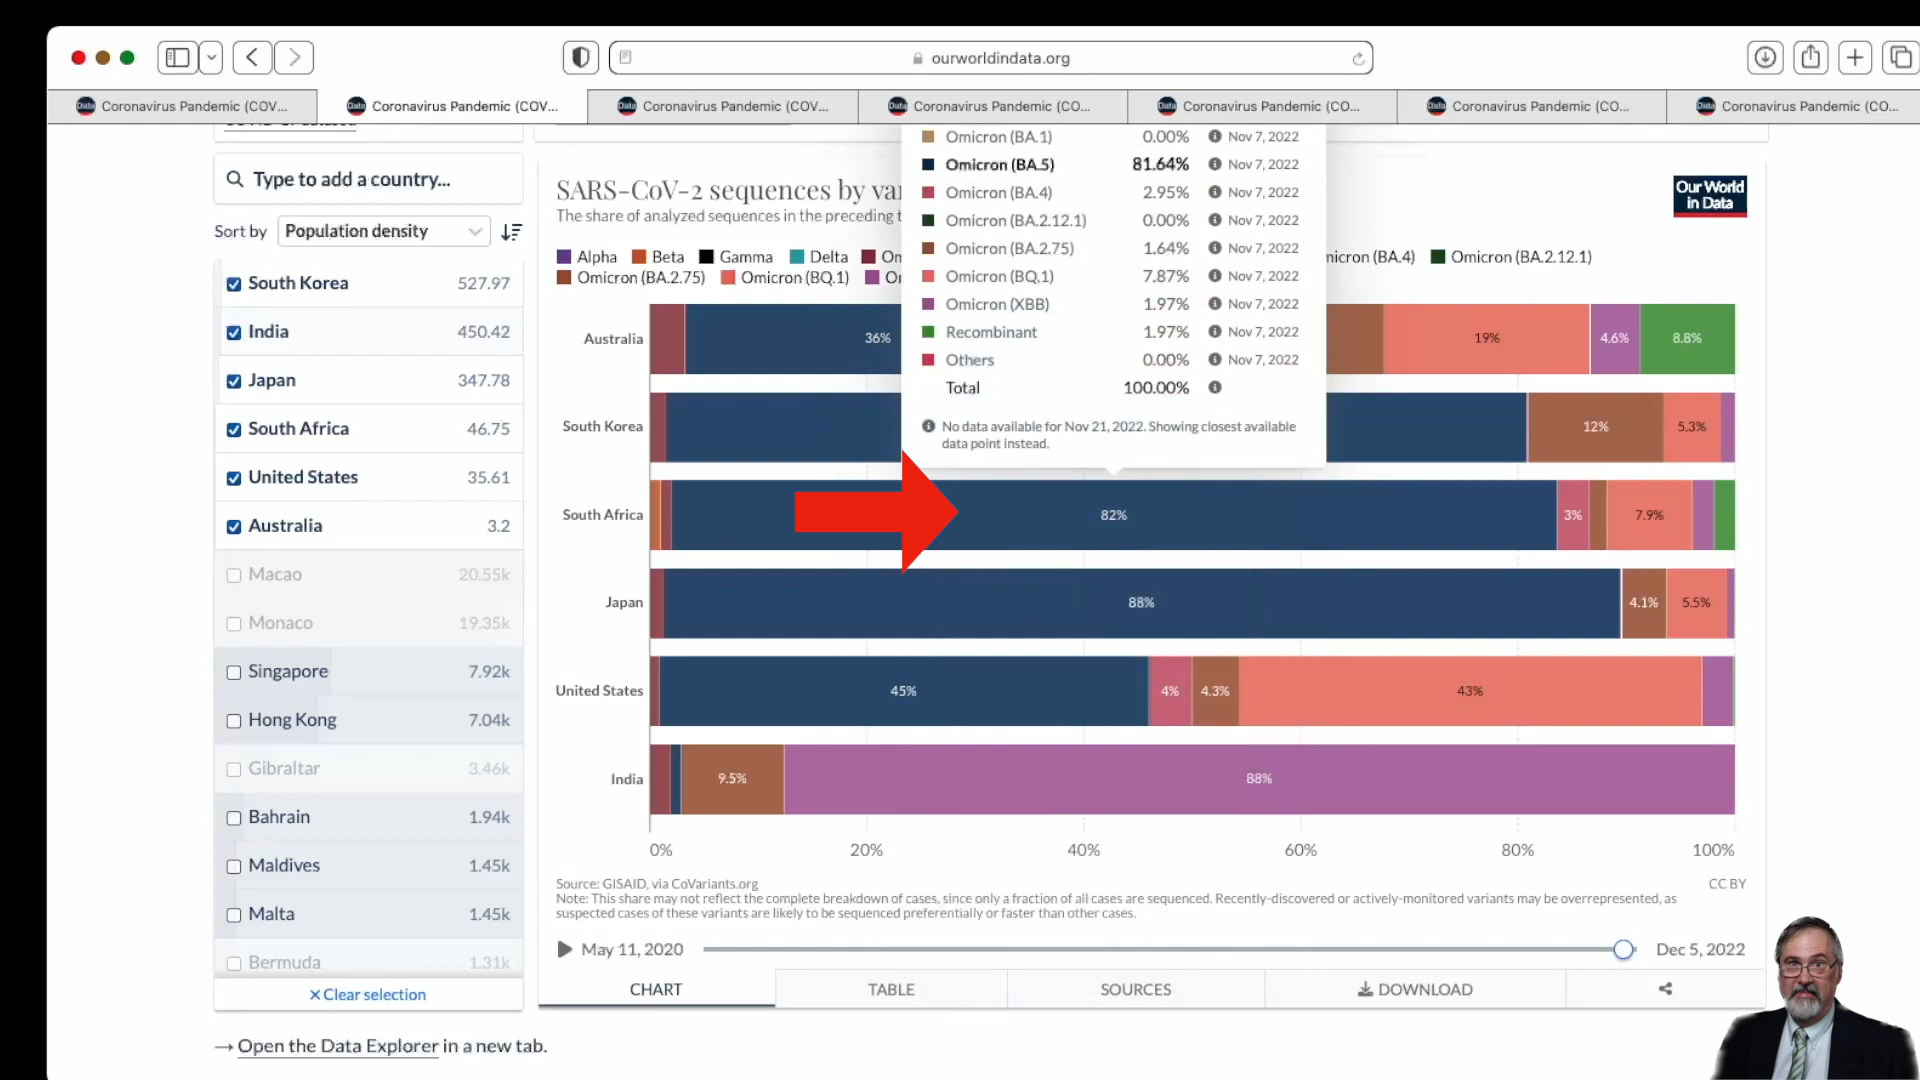 ourworldindata.org
Coronavirus Pandemic (COV...
Coronavirus Pandemic (COV...
Coronavirus Pandemic (COV...
Coronavirus Pandemic (CO...
Coronavirus Pandemic (CO...
Coronavirus Pandemic (CO...
Coronavirus Pandemic (CO...
Type to add a country...
Sort by Population density
South Korea 527.97
India 450.42
Japan 347.78
South Africa 46.75
United States 35.61
Australia 3.2
Macao 20.55k
Monaco 19.35k
Singapore 7.92k
Hong Kong 7.04k
Gibraltar 3.46k
Bahrain 1.94k
Maldives 1.45k
Malta 1.45k
Bermuda 1.31k
×Clear selection
→ Open the Data Explorer in a new tab.
SARS-CoV-2 sequences by
The share of analyzed sequences in the preceding
Our World
in Data
Alpha Beta Gamma Delta (BA.4) Omicron (BA.2.12.1)
Omicron (BA.2.75) Omicron (BQ.1)
Omicron (BA.1) 0.00% Nov 7, 2022
Omicron (BA.5) 81.64% Nov 7, 2022
Omicron (BA.4) 2.95% Nov 7, 2022
Omicron (BA.2.12.1) 0.00% Nov 7, 2022
Omicron (BA.2.75) 1.64% Nov 7, 2022
Omicron (BQ.1) 7.87% Nov 7, 2022
Omicron (XBB) 1.97% Nov 7, 2022
Recombinant 1.97% Nov 7, 2022
Others 0.00% Nov 7, 2022
Total 100.00%
No data available for Nov 21, 2022. Showing closest available
data point instead.
Australia 36% 19% 4.6% 8.8%
South Korea 12% 5.3%
South Africa 82% 3% 7.9%
Japan 88% 4.1% 5.5%
United States 45% 4% 4.3% 43%
India 9.5% 88%
0% 20% 40% 60% 80% 100%
Source: GISAID, via CoVariants.org CC BY
Note: This share may not reflect the complete breakdown of cases, since only a fraction of all cases are sequenced. Recently-discovered or actively-monitored variants may be overrepresented, as
suspected cases of these variants are likely to be sequenced preferentially or faster than other cases.
May 11, 2020 Dec 5, 2022
CHART TABLE SOURCES DOWNLOAD